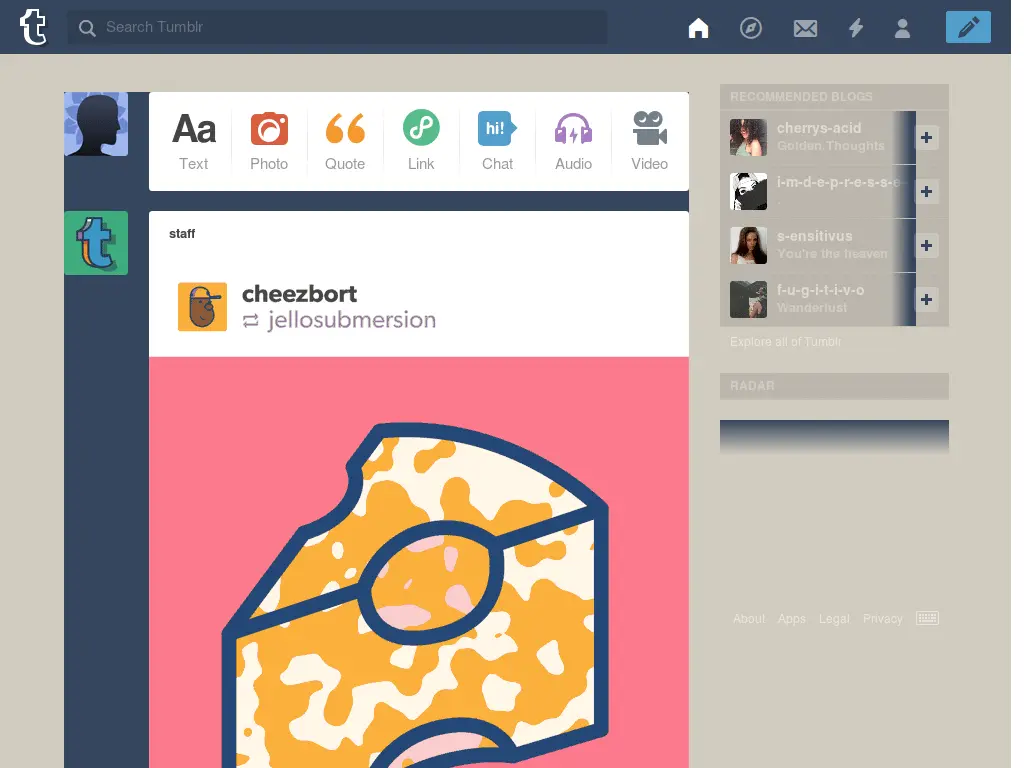 Search Tumblr
Aa
hi!
Text
Photo
Quote
Link
Chat
Audio
Video
staff
cheezbort
jellosubmersion
RECOMMENDED BLOGS
cherrys-acid
Golden.Thoughts
i-m-d-e-p-r-e-s-s-e-
.
s-ensitivus
You're the heaven
f-u-g-i-t-i-v-o
Wanderlust
Explore all of Tumblr
RADAR
About Apps Legal Privacy